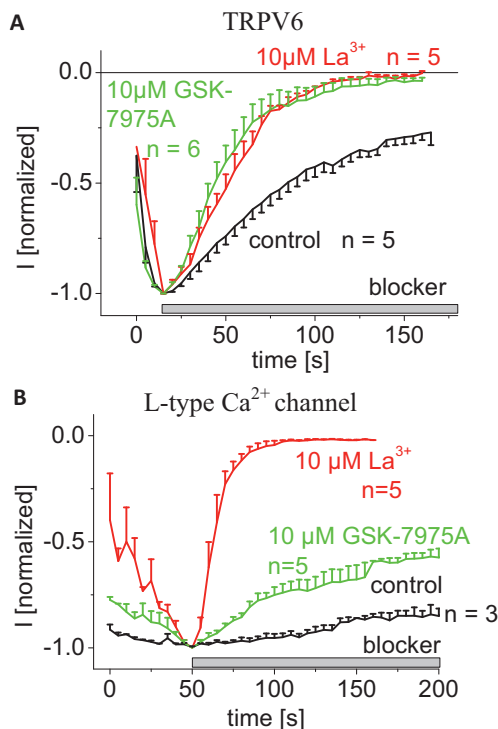 A
TRPV6
10µM La³⁺ n = 5
10µM GSK-
7975A
n = 6
control n = 5
blocker
I [normalized]
0.0
-0.5
-1.0
0 50 100 150
time [s]
B
L-type Ca²⁺ channel
10 µM La³⁺
n=5
10 µM GSK-7975A
n=5
control
n = 3
blocker
I [normalized]
0.0
-0.5
-1.0
0 50 100 150 200
time [s]